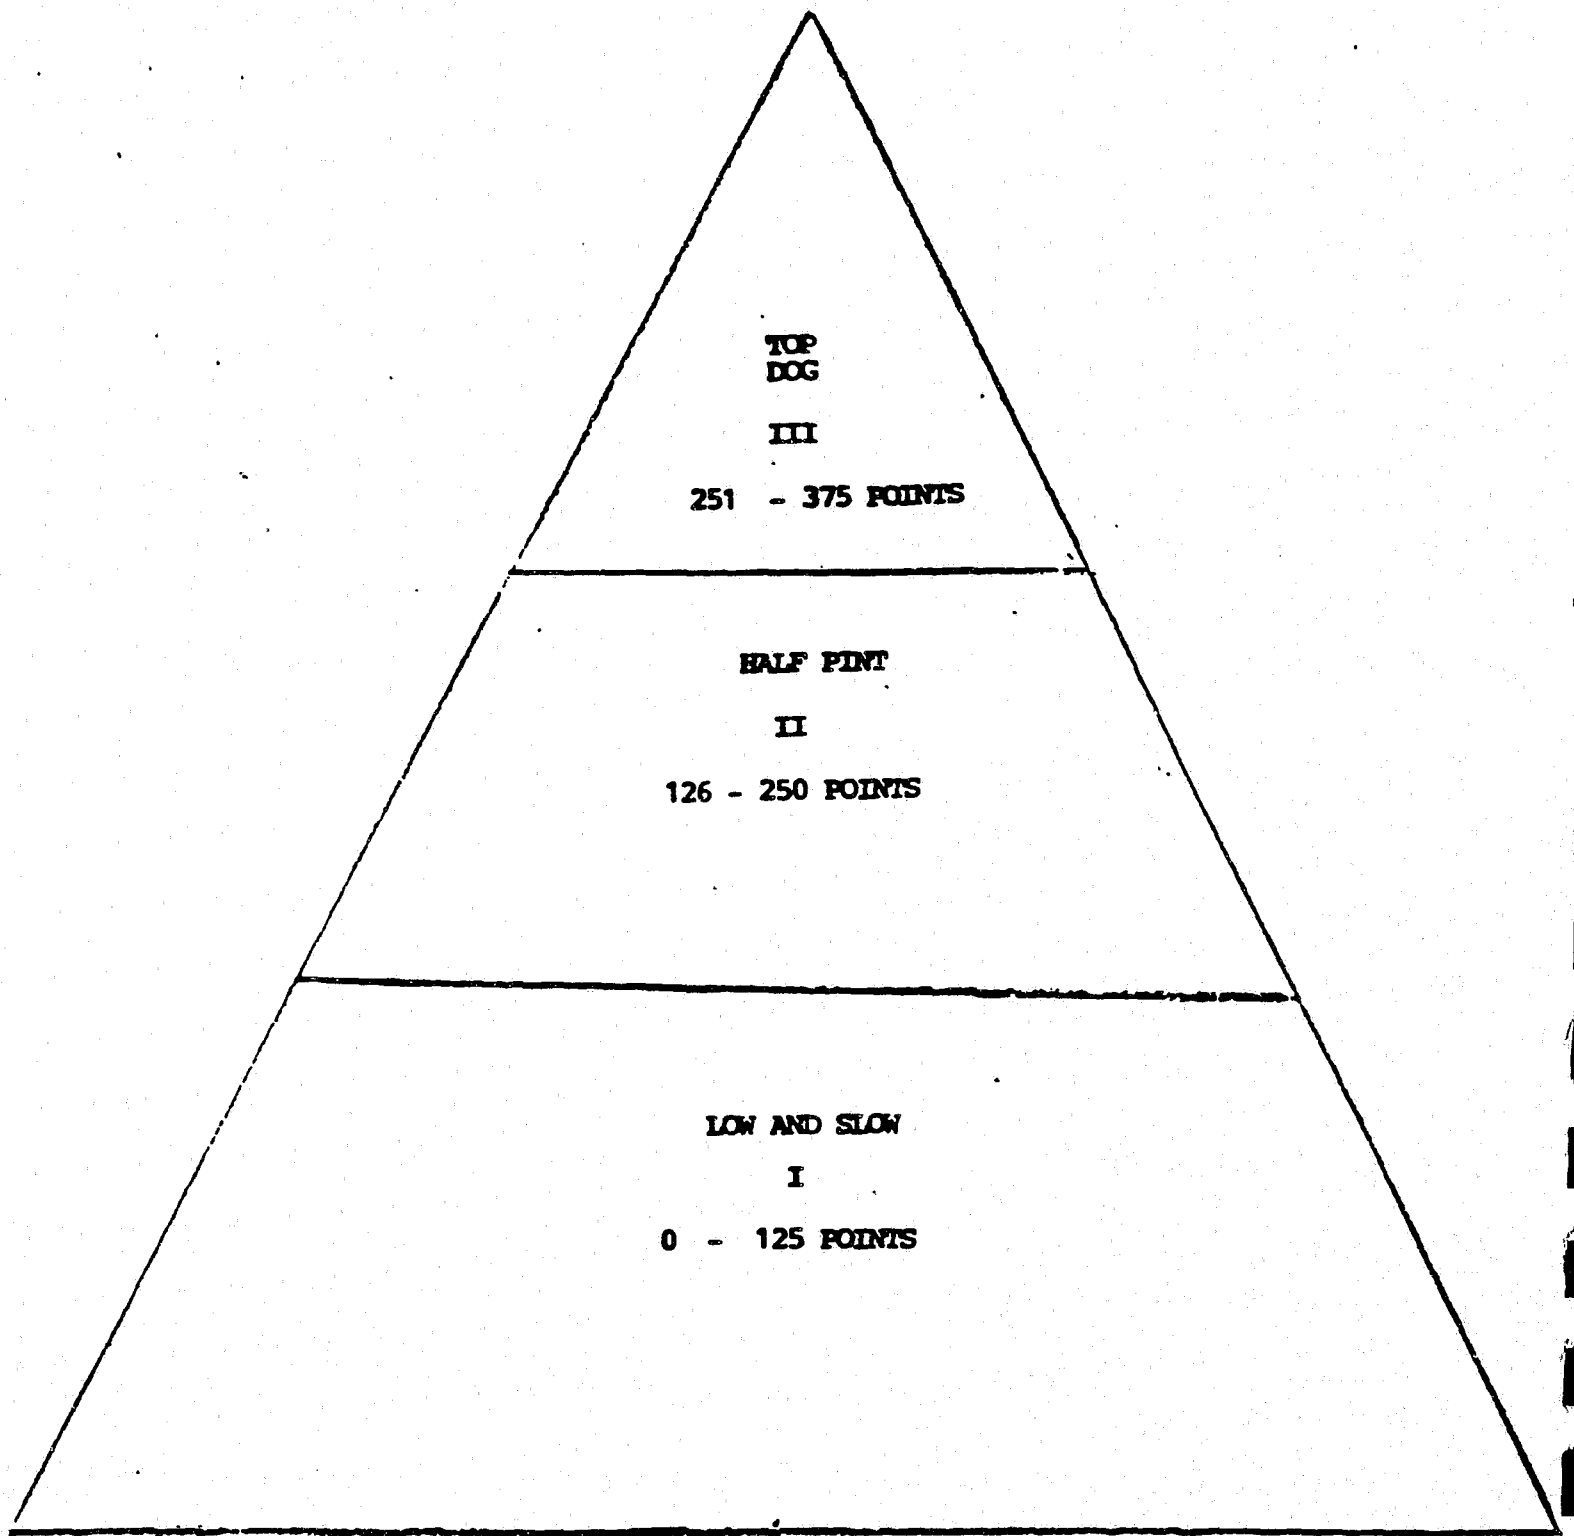 TOP
DOG
III
251 - 375 POINTS
HALF PINT
II
126 - 250 POINTS
LOW AND SLOW
I
0 - 125 POINTS